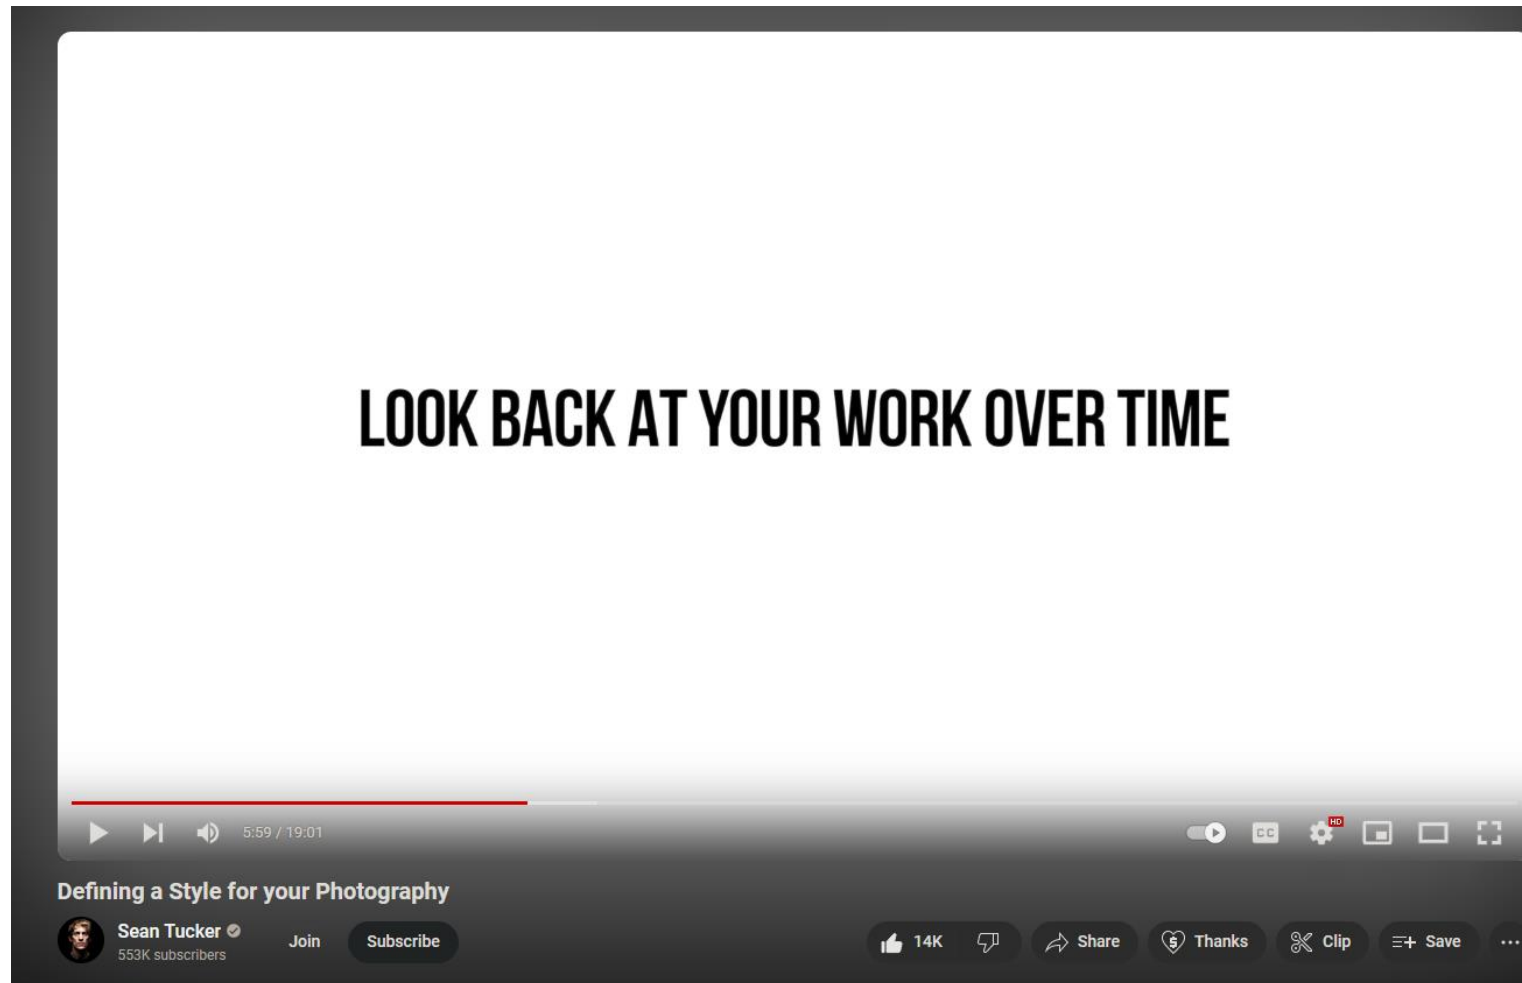 LOOK BACK AT YOUR WORK OVER TIME
5:59 / 19:01
CC
HD
Defining a Style for your Photography
Sean Tucker
553K subscribers
Join
Subscribe
14K
Share
Thanks
Clip
Save